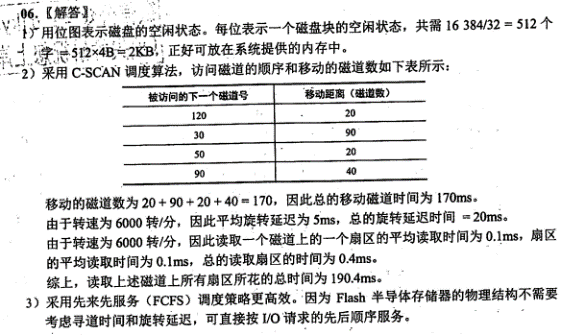 06.【解答】
1）用位图表示磁盘的空闲状态。每位表示一个磁盘块的空闲状态，共需 16 384/32 = 512 个
字 = 512×4B = 2KB，正好可放在系统提供的内存中。
2）采用 C-SCAN 调度算法，访问磁道的顺序和移动的磁道数如下表所示：
被访问的下一个磁道号 移动距离（磁道数）
120 20
30 90
50 20
90 40
移动的磁道数为 20 + 90 + 20 + 40 = 170，因此总的移动磁道时间为 170ms。
由于转速为 6000 转/分，因此平均旋转延迟为 5ms，总的旋转延迟时间 = 20ms。
由于转速为 6000 转/分，因此读取一个磁道上的一个扇区的平均读取时间为 0.1ms，扇区
的平均读取时间为 0.1ms，总的读取扇区的时间为 0.4ms。
综上，读取上述磁道上所有扇区所花的总时间为 190.4ms。
3）采用先来先服务（FCFS）调度策略更高效。因为 Flash 半导体存储器的物理结构不需要
考虑寻道时间和旋转延迟，可直接按 I/O 请求的先后顺序服务。